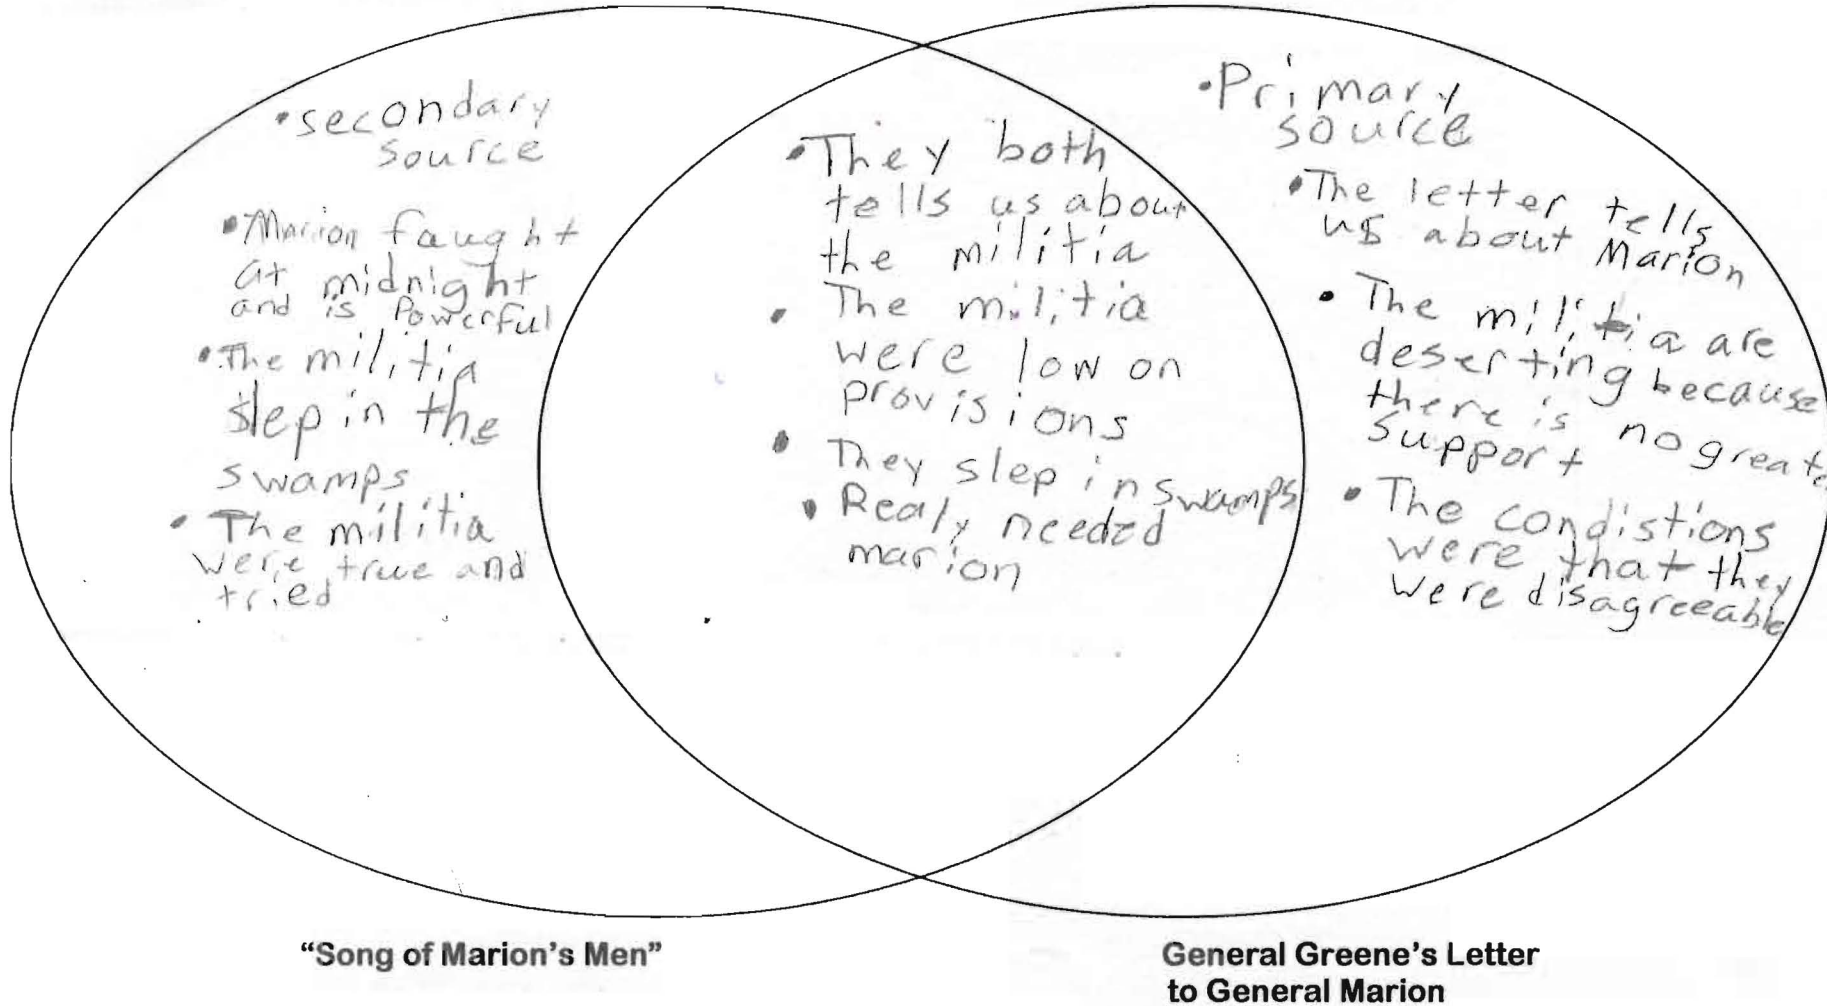 •secondary
source
•Marion faught
at midnight
and is Powerful
•The militia
slep in the
swamps
•The militia
were true and
tried
•They both
tells us about
the militia
•The militia
were low on
provisions
•They slep in swamps
•Realy needed
marion
•Primary
source
•The letter tells
us about Marion
•The militia are
deserting because
there is no greate
support
•The condistions
were that they
were disagreeable
“Song of Marion’s Men”
General Greene’s Letter
to General Marion